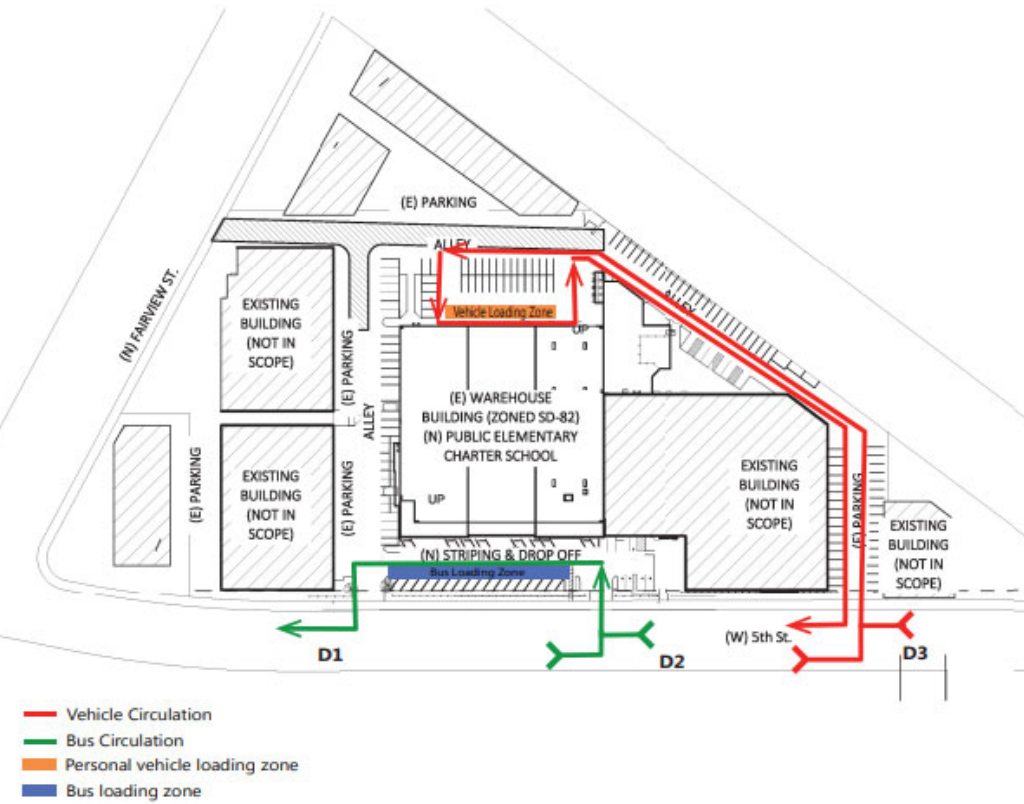 (E) PARKING
ALLEY
ALLEY
Vehicle Loading Zone
UP
(N) FAIRVIEW ST.
EXISTING
BUILDING
(NOT IN
SCOPE)
(E) PARKING
ALLEY
(E) WAREHOUSE
BUILDING (ZONED SD-82)
(N) PUBLIC ELEMENTARY
CHARTER SCHOOL
UP
(E) PARKING
EXISTING
BUILDING
(NOT IN
SCOPE)
(E) PARKING
EXISTING
BUILDING
(NOT IN
SCOPE)
(E) PARKING
EXISTING
BUILDING
(NOT IN
SCOPE)
(N) STRIPING & DROP OFF
Bus Loading Zone
(W) 5th St.
D1
D2
D3
Vehicle Circulation
Bus Circulation
Personal vehicle loading zone
Bus loading zone